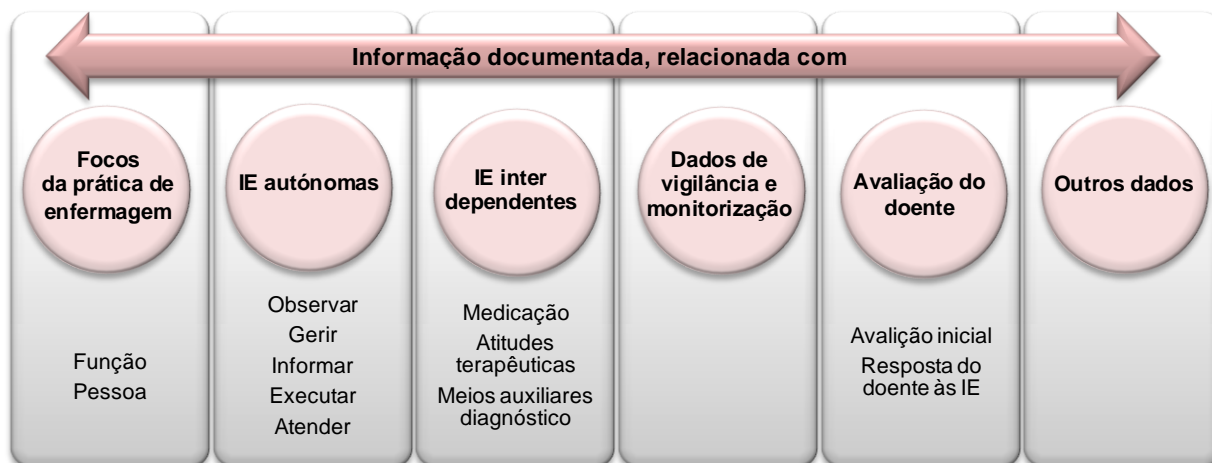 Informação documentada, relacionada com
Focos
da prática de
enfermagem
Função
Pessoa
IE autónomas
Observar
Gerir
Informar
Executar
Atender
IE inter
dependentes
Medicação
Atitudes
terapêuticas
Meios auxiliares
diagnóstico
Dados de
vigilância e
monitorização
Avaliação do
doente
Avalição inicial
Resposta do
doente às IE
Outros dados